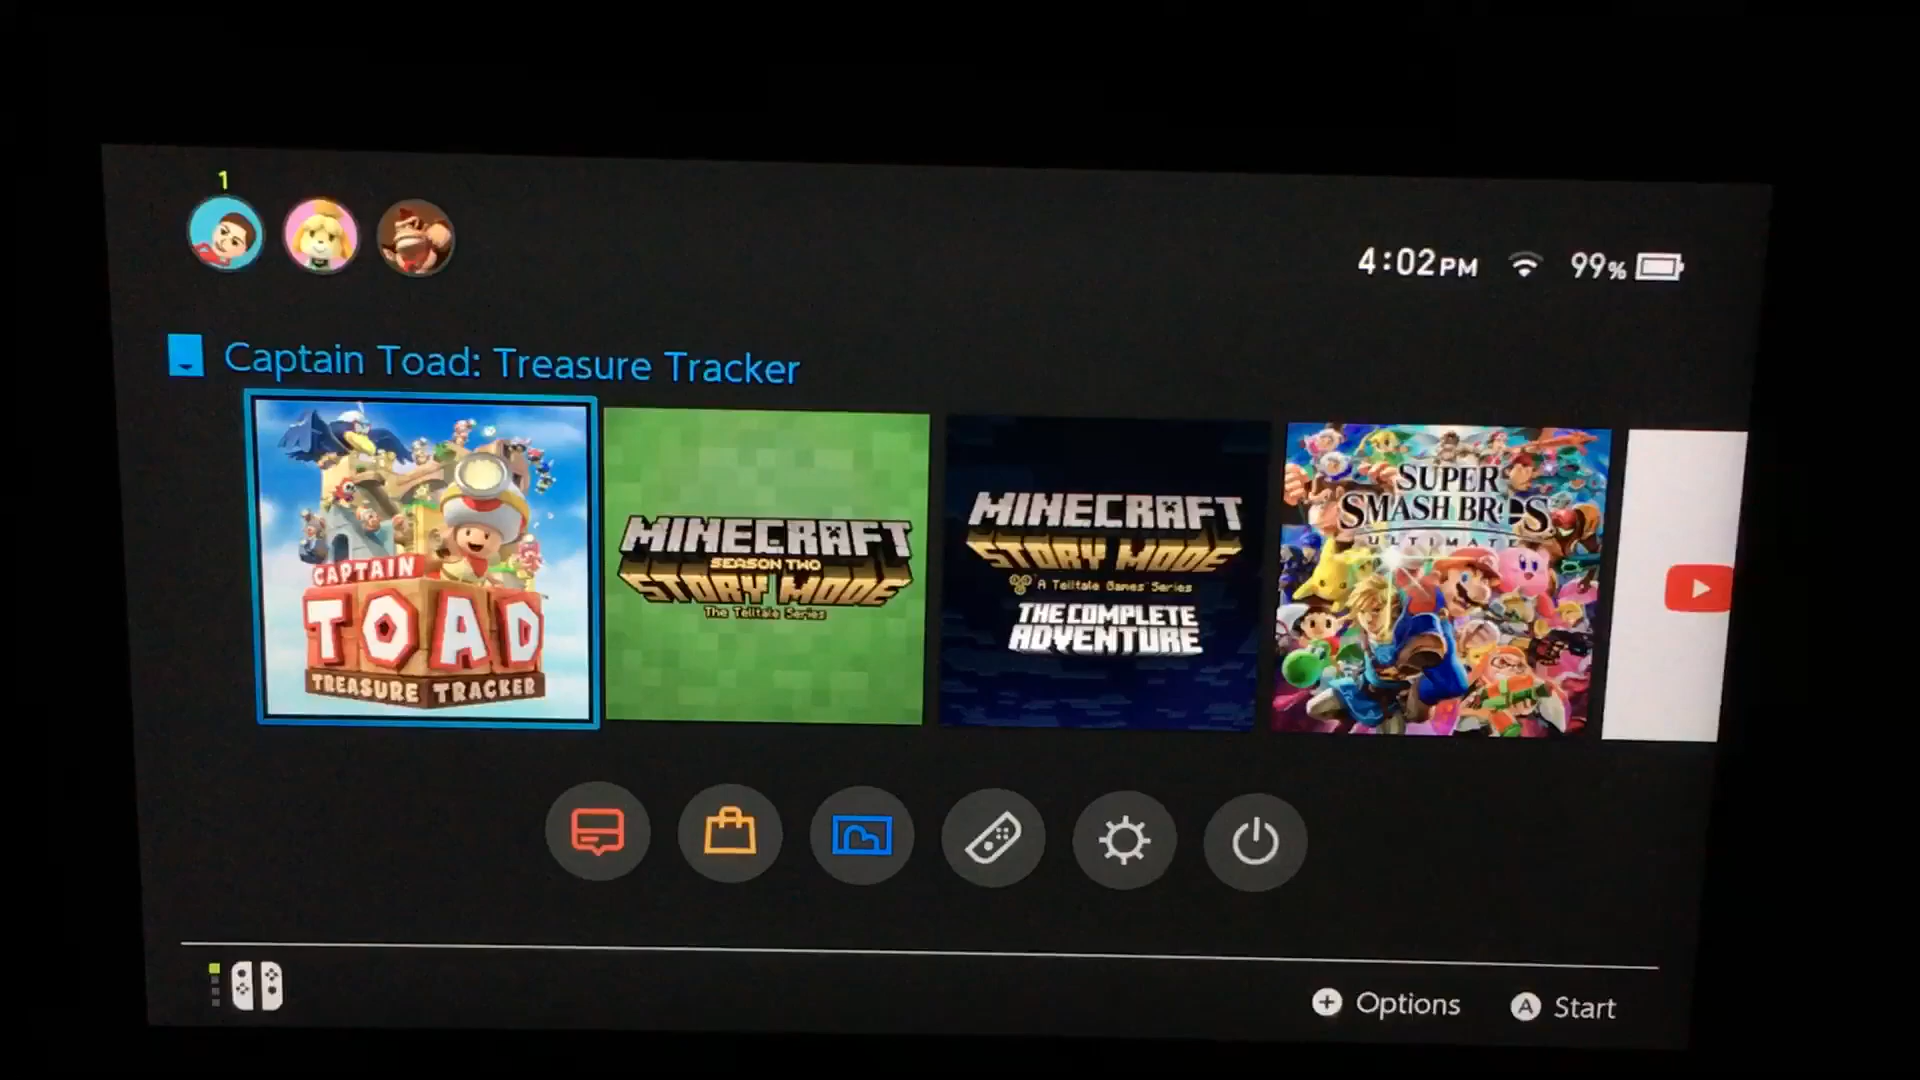 1
4:02PM
99%
Captain Toad: Treasure Tracker
CAPTAIN
TOAD
TREASURE TRACKER
MINECRAFT
SEASON TWO
STORY MODE
The Telltale Series
MINECRAFT
STORY MODE
A Telltale Games Series
THE COMPLETE
ADVENTURE
SUPER
SMASH BROS.
ULTIMATE
+ Options
A Start